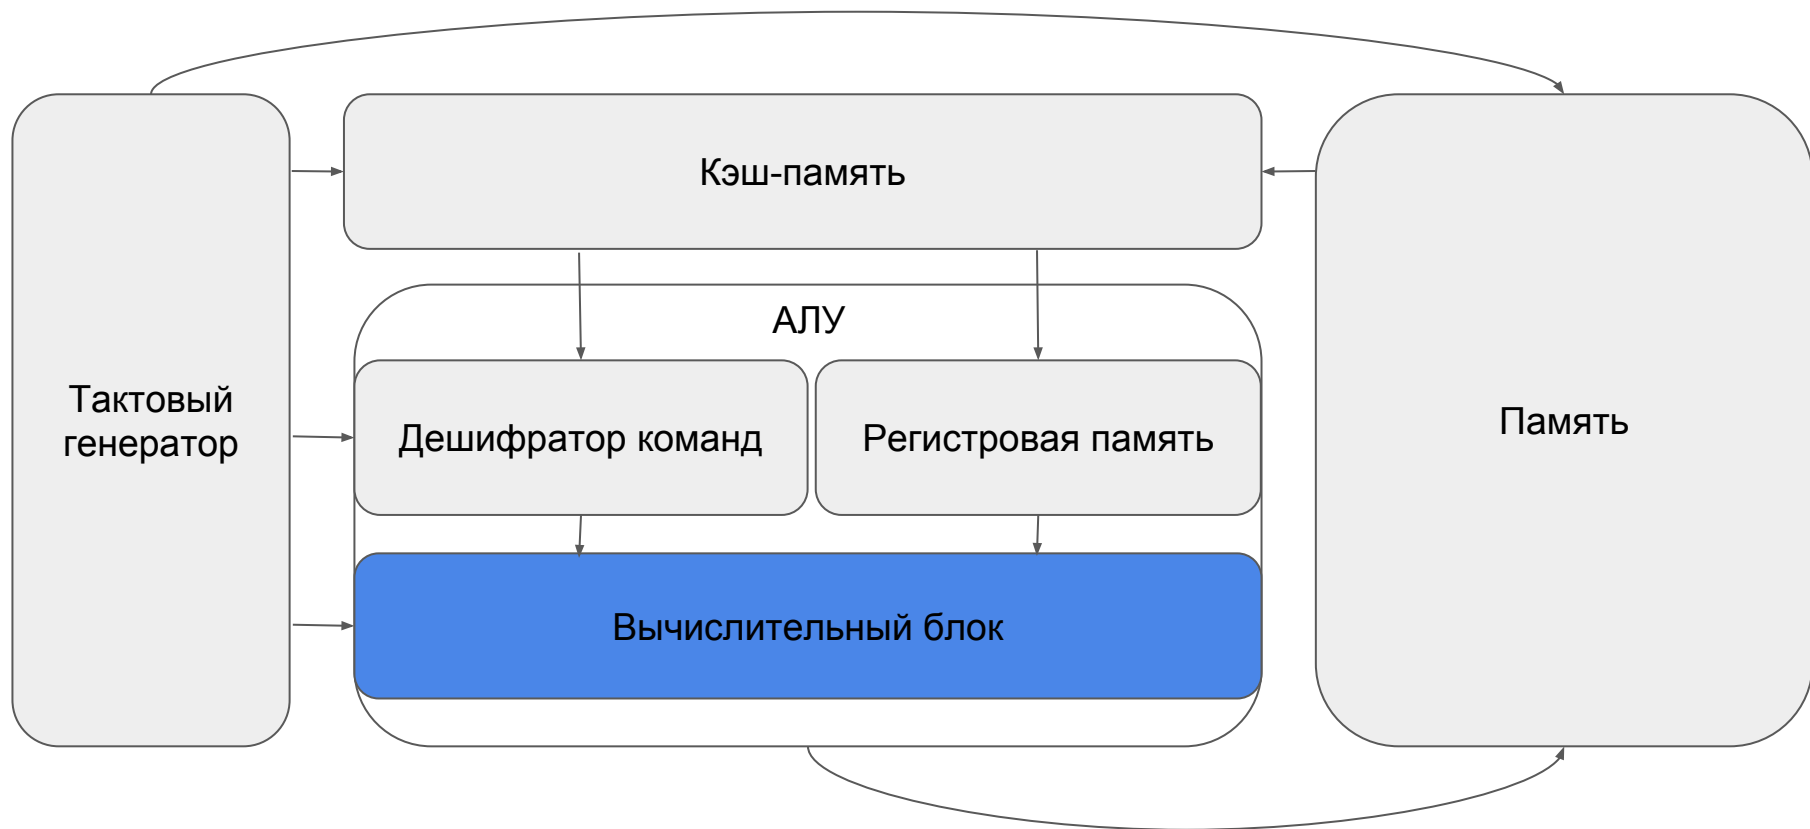 Кэш-память
АЛУ
Тактовый
генератор
Дешифратор команд
Регистровая память
Память
Вычислительный блок